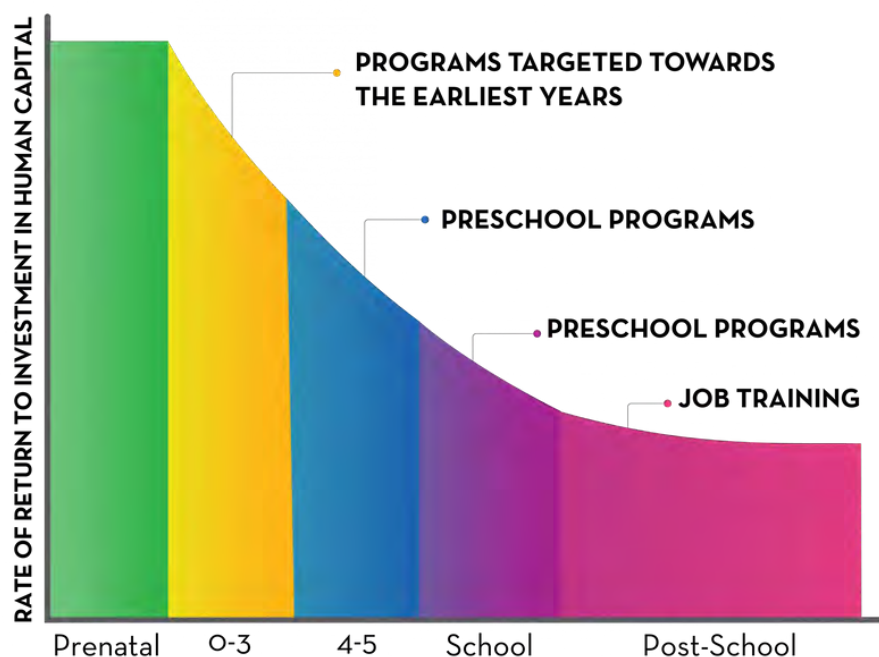 RATE OF RETURN TO INVESTMENT IN HUMAN CAPITAL
PROGRAMS TARGETED TOWARDS
THE EARLIEST YEARS
PRESCHOOL PROGRAMS
PRESCHOOL PROGRAMS
JOB TRAINING
Prenatal
0-3
4-5
School
Post-School